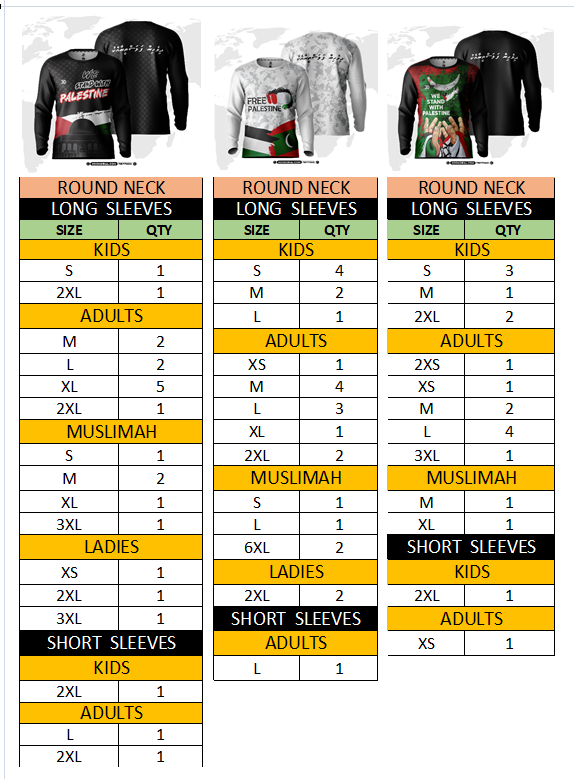 We
STAND WITH
PALESTINE
ROUND NECK
LONG SLEEVES
SIZE QTY
KIDS
S 1
2XL 1
ADULTS
M 2
L 2
XL 5
2XL 1
MUSLIMAH
S 1
M 2
XL 1
3XL 1
LADIES
XS 1
2XL 1
3XL 1
SHORT SLEEVES
KIDS
2XL 1
ADULTS
L 1
2XL 1
FREE
PALESTINE
ROUND NECK
LONG SLEEVES
SIZE QTY
KIDS
S 4
M 2
L 1
ADULTS
XS 1
M 4
L 3
XL 1
2XL 2
MUSLIMAH
S 1
L 1
6XL 2
LADIES
2XL 2
SHORT SLEEVES
ADULTS
L 1
WE
STAND
WITH
PALESTINE
ROUND NECK
LONG SLEEVES
SIZE QTY
KIDS
S 3
M 1
2XL 2
ADULTS
2XS 1
XS 1
M 2
L 4
3XL 1
MUSLIMAH
M 1
XL 1
SHORT SLEEVES
KIDS
2XL 1
ADULTS
XS 1